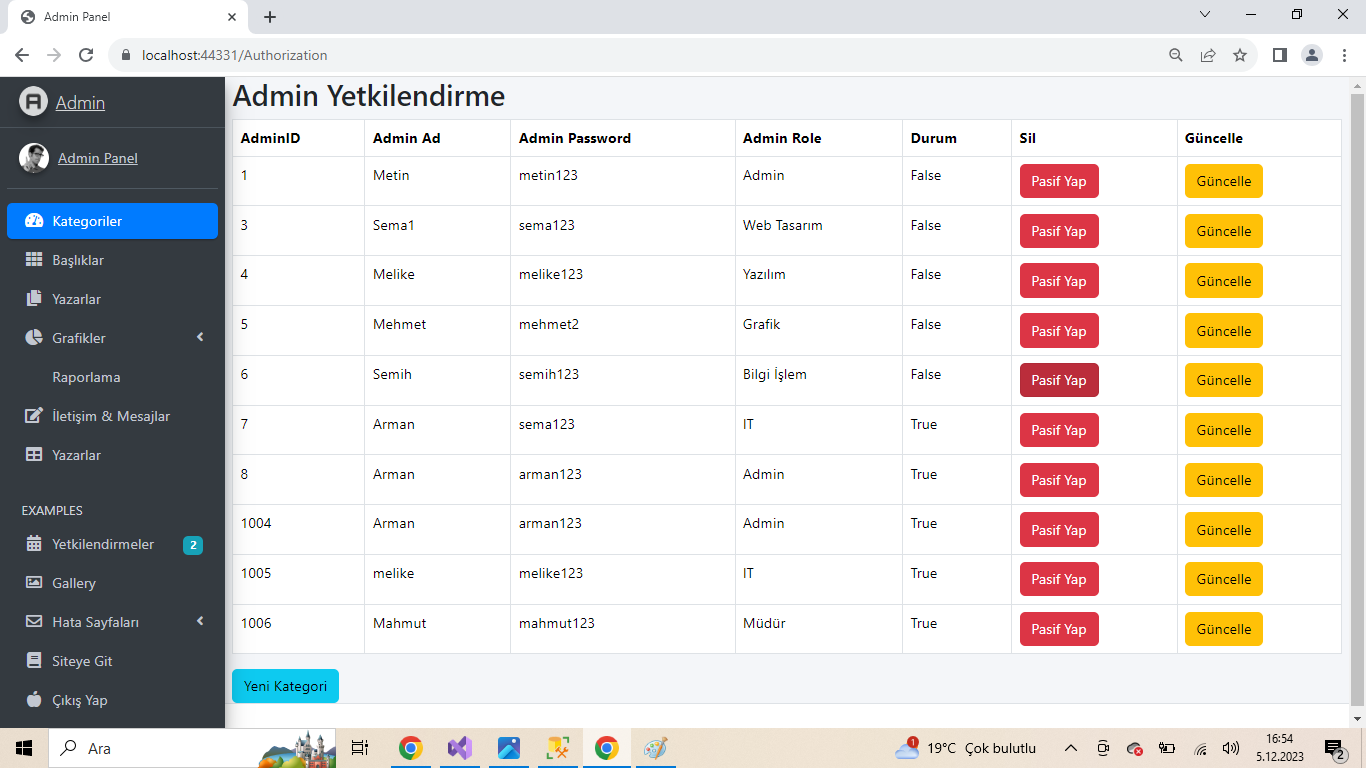 Admin Panel
localhost:44331/Authorization
Admin
Admin Panel
Kategoriler
Başlıklar
Yazarlar
Grafikler
Raporlama
İletişim & Mesajlar
Yazarlar
EXAMPLES
Yetkilendirmeler 2
Gallery
Hata Sayfaları
Siteye Git
Çıkış Yap
Admin Yetkilendirme
AdminID Admin Ad Admin Password Admin Role Durum Sil Güncelle
1 Metin metin123 Admin False Pasif Yap Güncelle
3 Sema1 sema123 Web Tasarım False Pasif Yap Güncelle
4 Melike melike123 Yazılım False Pasif Yap Güncelle
5 Mehmet mehmet2 Grafik False Pasif Yap Güncelle
6 Semih semih123 Bilgi İşlem False Pasif Yap Güncelle
7 Arman sema123 IT True Pasif Yap Güncelle
8 Arman arman123 Admin True Pasif Yap Güncelle
1004 Arman arman123 Admin True Pasif Yap Güncelle
1005 melike melike123 IT True Pasif Yap Güncelle
1006 Mahmut mahmut123 Müdür True Pasif Yap Güncelle
Yeni Kategori
Ara
1
19°C Çok bulutlu
16:54
5.12.2023
2